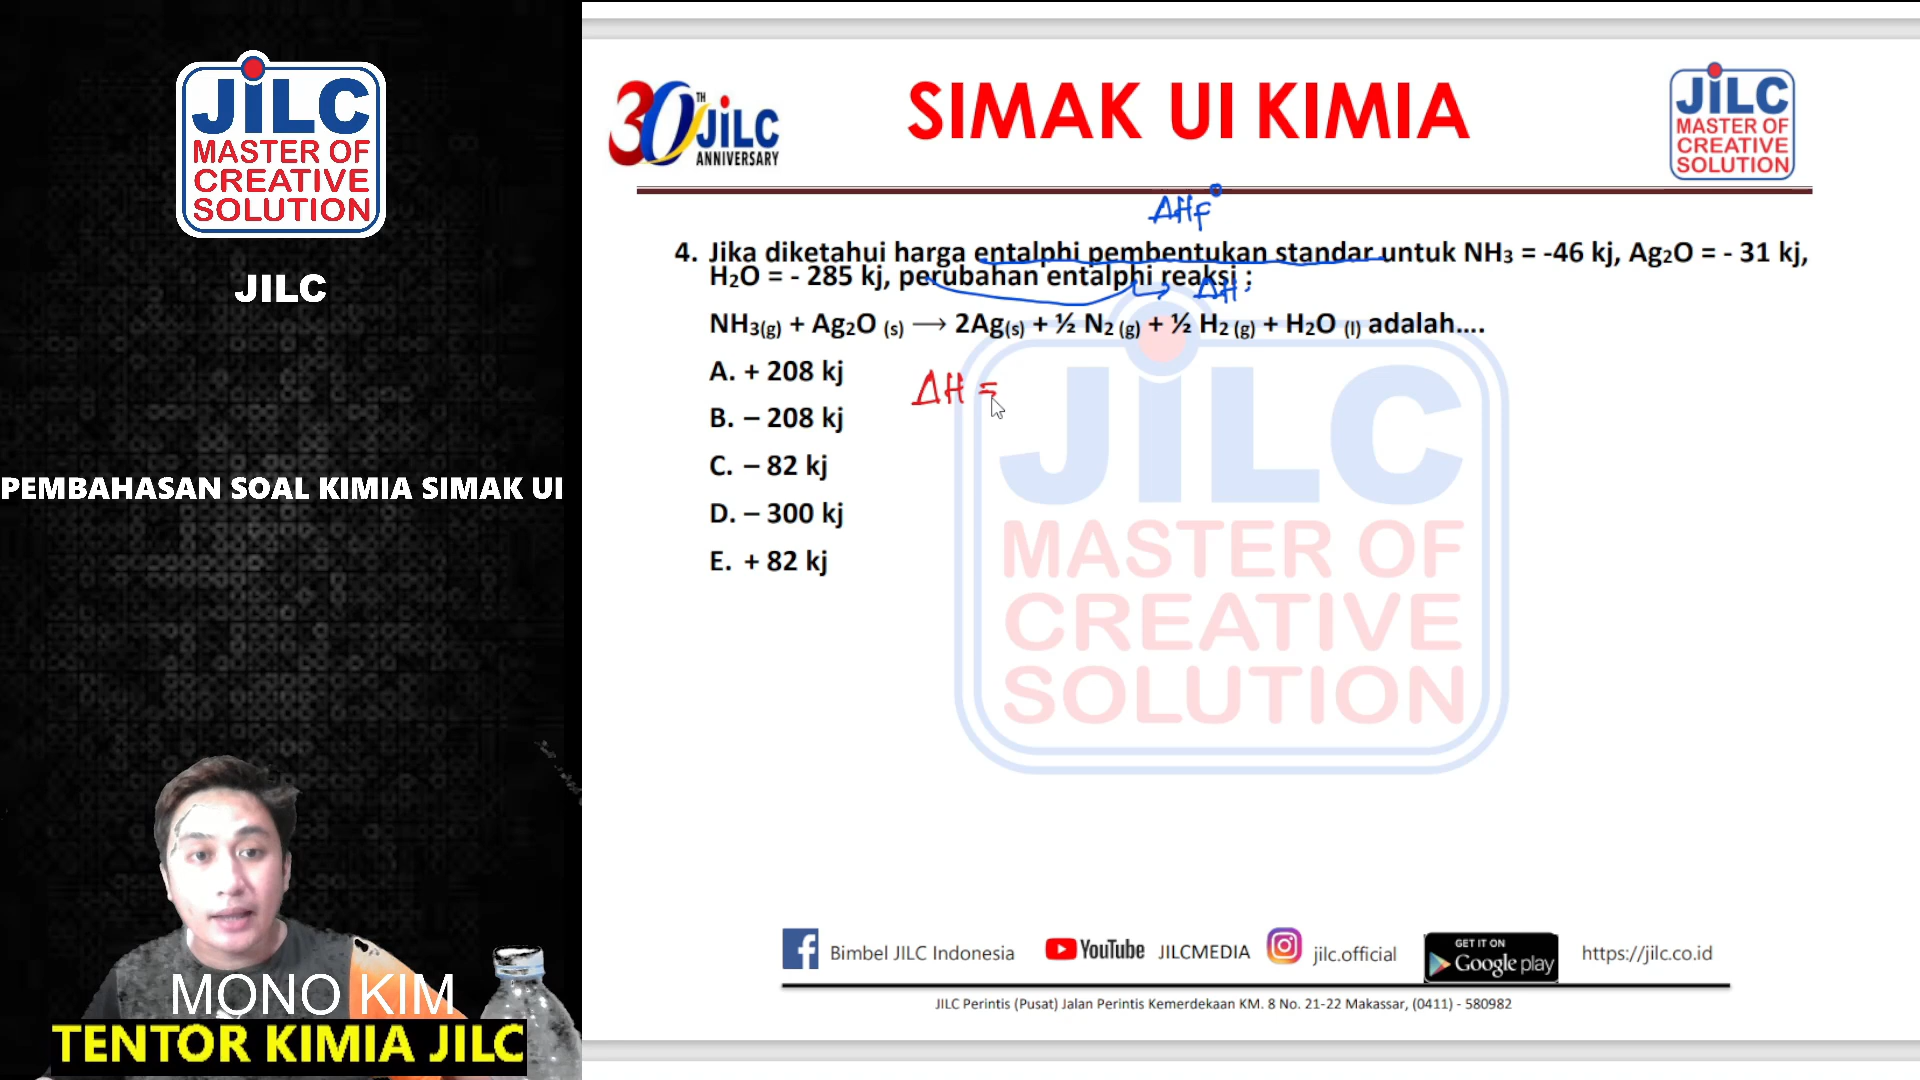 JiLC
MASTER OF
CREATIVE
SOLUTION
JILC
PEMBAHASAN SOAL KIMIA SIMAK UI
MONO KIM
TENTOR KIMIA JILC
30TH JiLC
ANNIVERSARY
SIMAK UI KIMIA
JiLC
MASTER OF
CREATIVE
SOLUTION
ΔHf°
4. Jika diketahui harga entalphi pembentukan standar untuk NH3 = -46 kj, Ag2O = - 31 kj,
H2O = - 285 kj, perubahan entalphi reaksi ;
ΔH
NH3(g) + Ag2O (s) ⟶ 2Ag(s) + ½ N2 (g) + ½ H2 (g) + H2O (l) adalah....
A. + 208 kj
ΔH =
B. – 208 kj
C. – 82 kj
D. – 300 kj
E. + 82 kj
JiLC
MASTER OF
CREATIVE
SOLUTION
Bimbel JILC Indonesia YouTube JILCMEDIA jilc.official GET IT ON Google play https://jilc.co.id
JILC Perintis (Pusat) Jalan Perintis Kemerdekaan KM. 8 No. 21-22 Makassar, (0411) - 580982